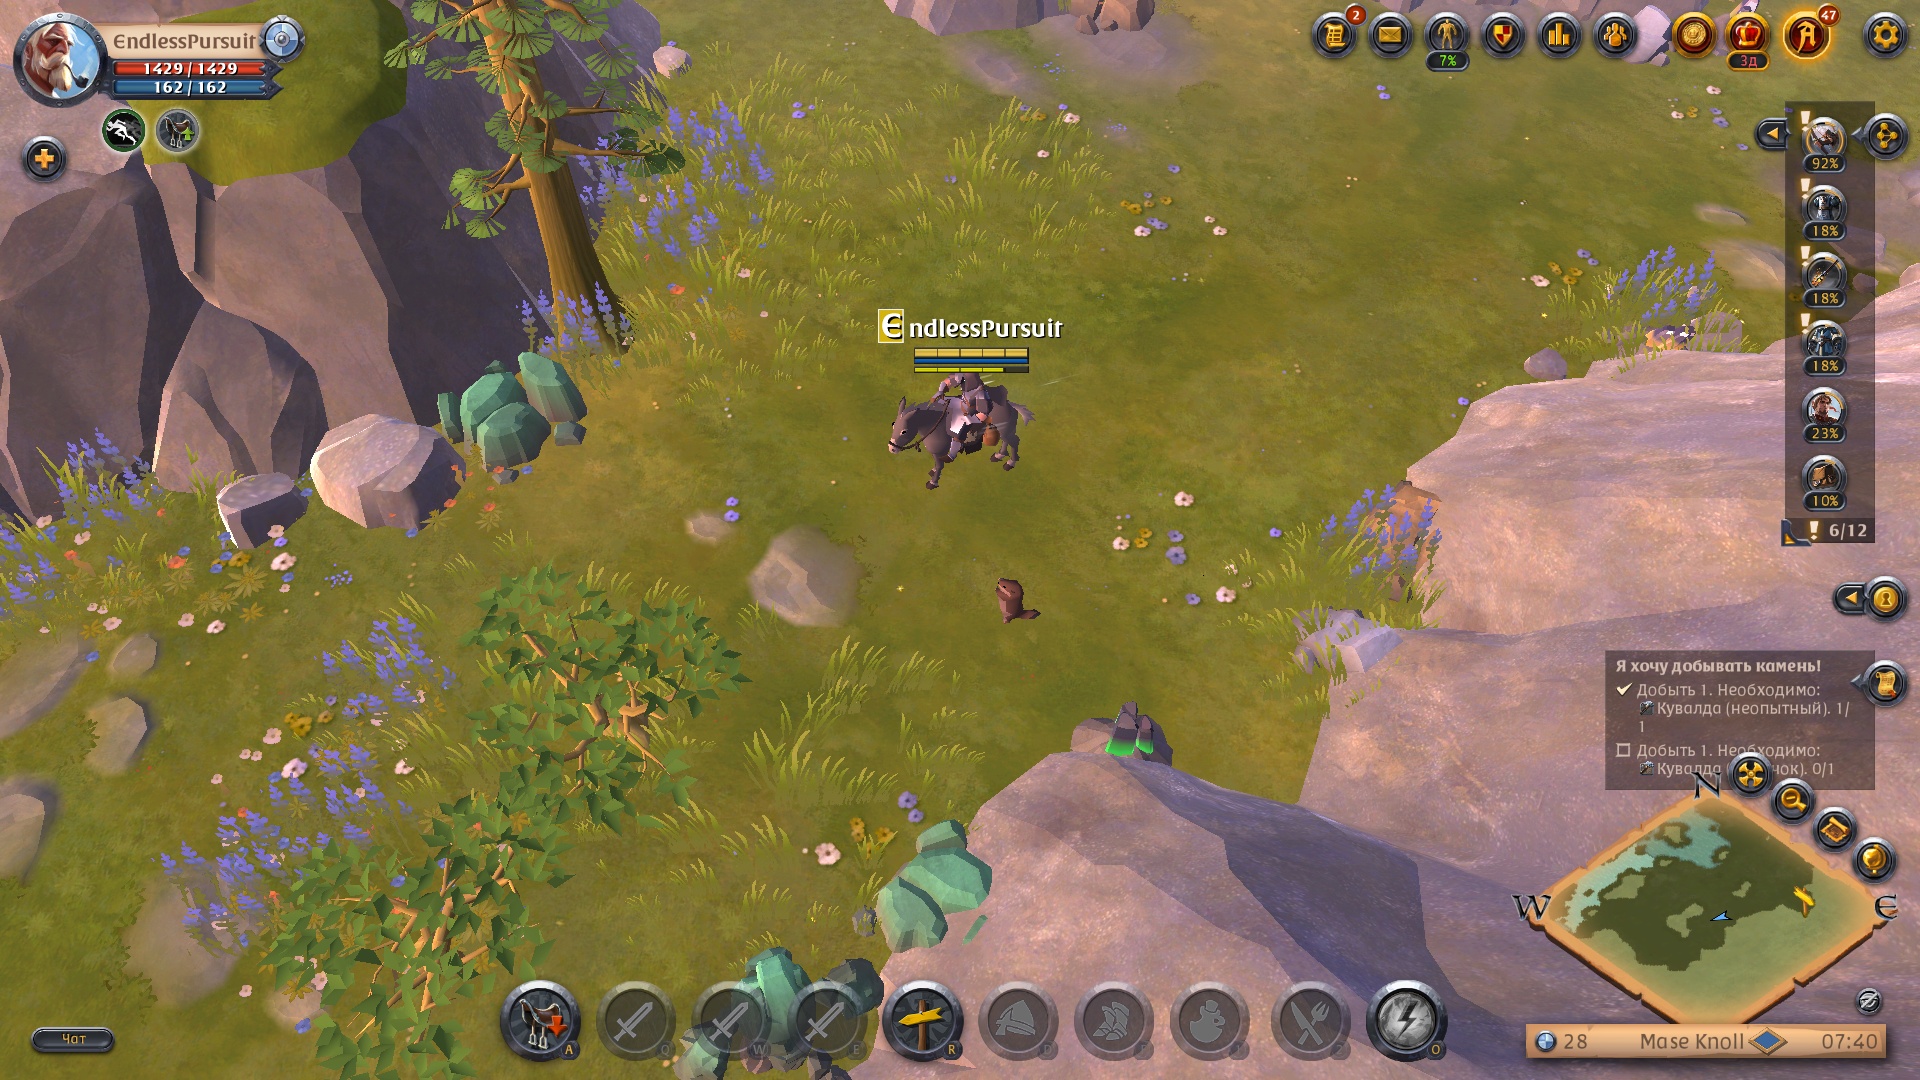 EndlessPursuit
1429 / 1429
162 / 162
2
7%
3д
47
92%
18%
18%
18%
23%
10%
6/12
EndlessPursuit
Я хочу добывать камень!
Добыть 1. Необходимо:
Кувалда (неопытный). 1/
1
Добыть 1. Необходимо:
Кувалда
чок). 0/1
N
W
E
28
Mase Knoll
07:40
Чат
A
Q
W
E
R
O